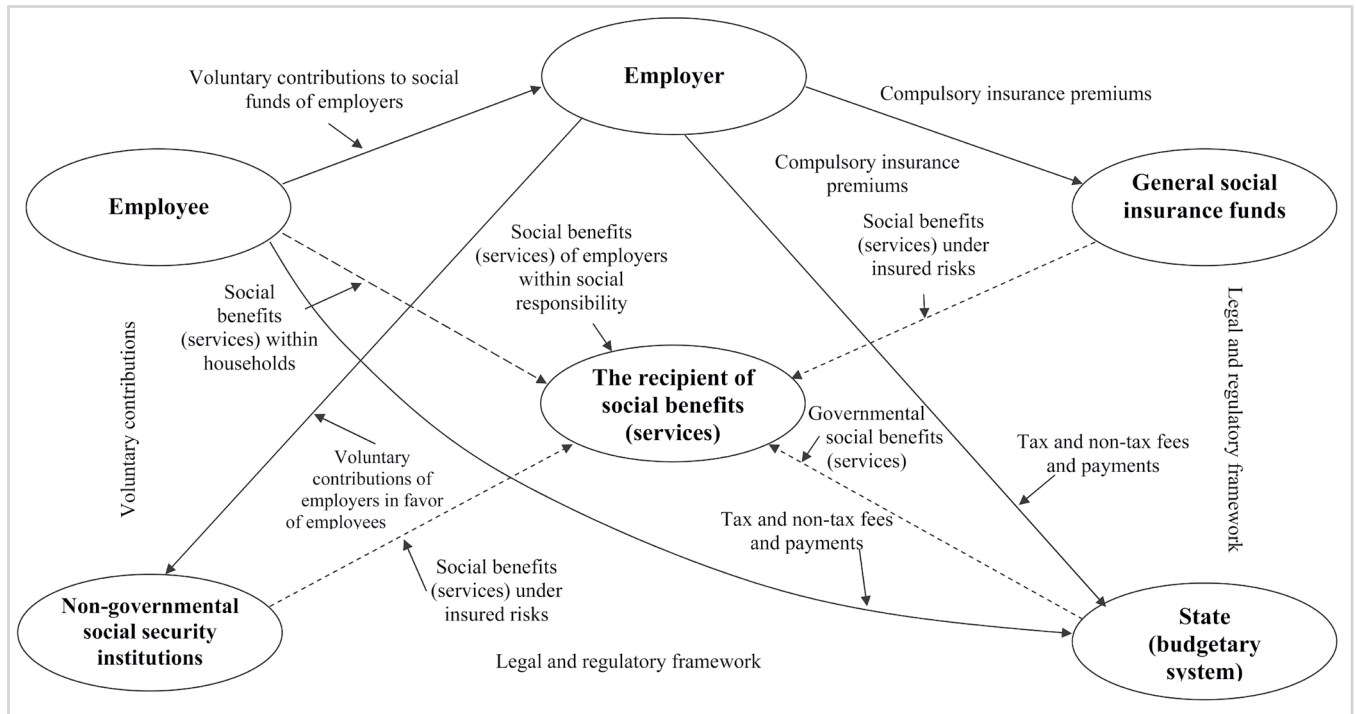 Employer
Voluntary contributions to social
funds of employers
Compulsory insurance premiums
Employee
Compulsory insurance
premiums
General social
insurance funds
Social benefits
(services) of employers
within social
responsibility
Social benefits
(services) under
insured risks
Social
benefits
(services) within
households
Voluntary contributions
Legal and regulatory framework
The recipient of
social benefits
(services)
Governmental
social benefits
(services)
Tax and non-tax fees
and payments
Voluntary
contributions of
employers in favor
of employees
Tax and non-tax fees
and payments
Social benefits
(services) under
insured risks
Non-governmental
social security
institutions
State
(budgetary
system)
Legal and regulatory framework